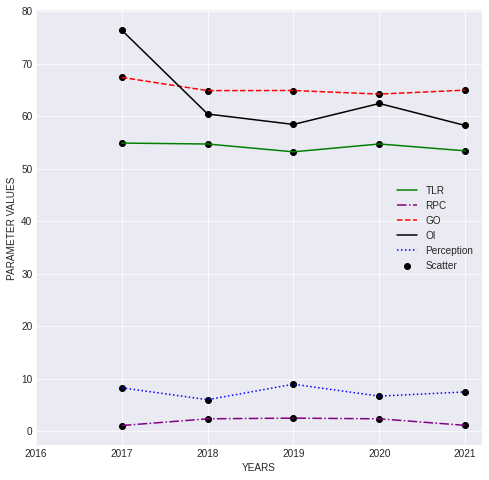 80
70
60
50
40
30
20
10
0
PARAMETER VALUES
TLR
RPC
GO
OI
Perception
Scatter
2016 2017 2018 2019 2020 2021
YEARS